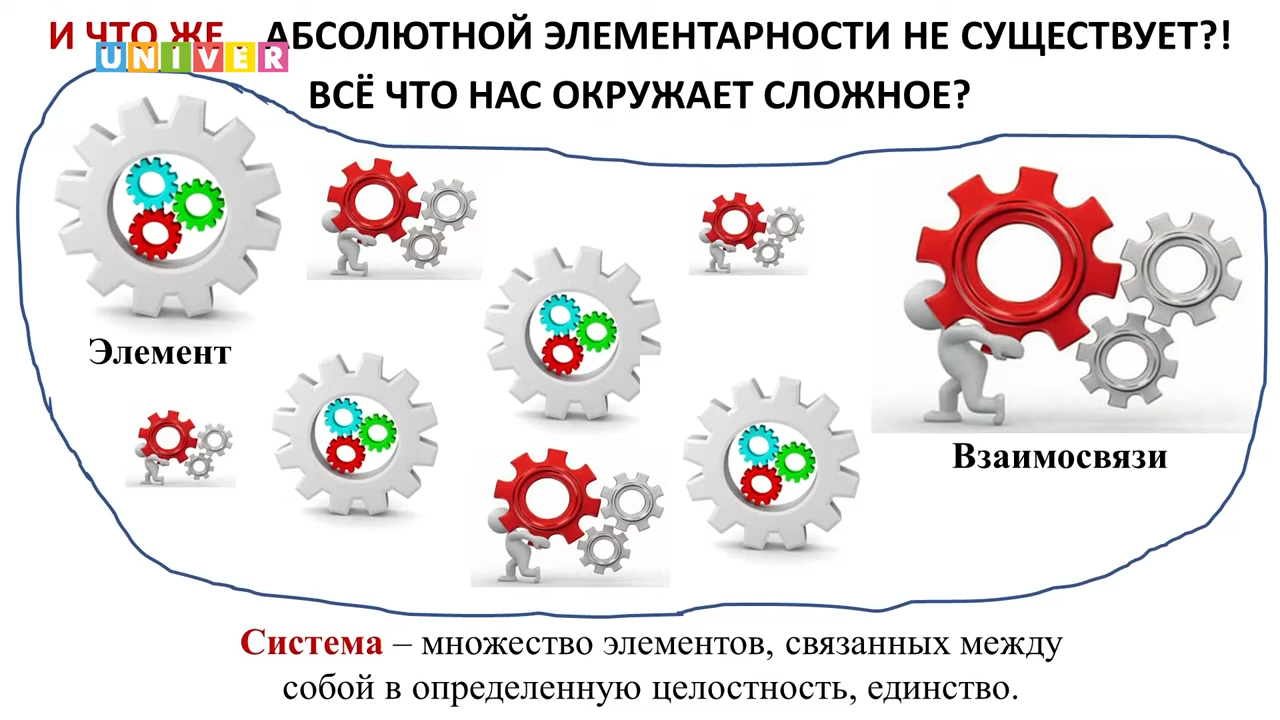 И ЧТО ЖЕ АБСОЛЮТНОЙ ЭЛЕМЕНТАРНОСТИ НЕ СУЩЕСТВУЕТ?!
UNIVER
ВСЁ ЧТО НАС ОКРУЖАЕТ СЛОЖНОЕ?
Элемент
Взаимосвязи
Система – множество элементов, связанных между
собой в определенную целостность, единство.